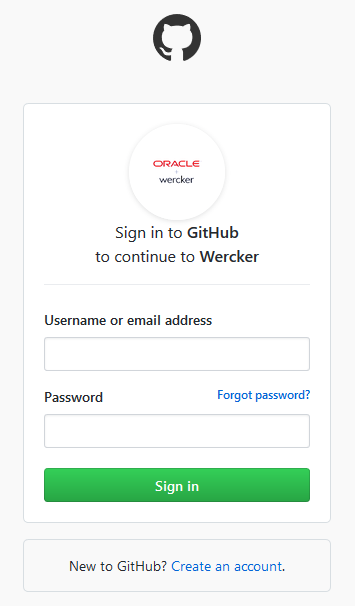 ORACLE
+
wercker
Sign in to GitHub
to continue to Wercker
Username or email address
Password Forgot password?
Sign in
New to GitHub? Create an account.